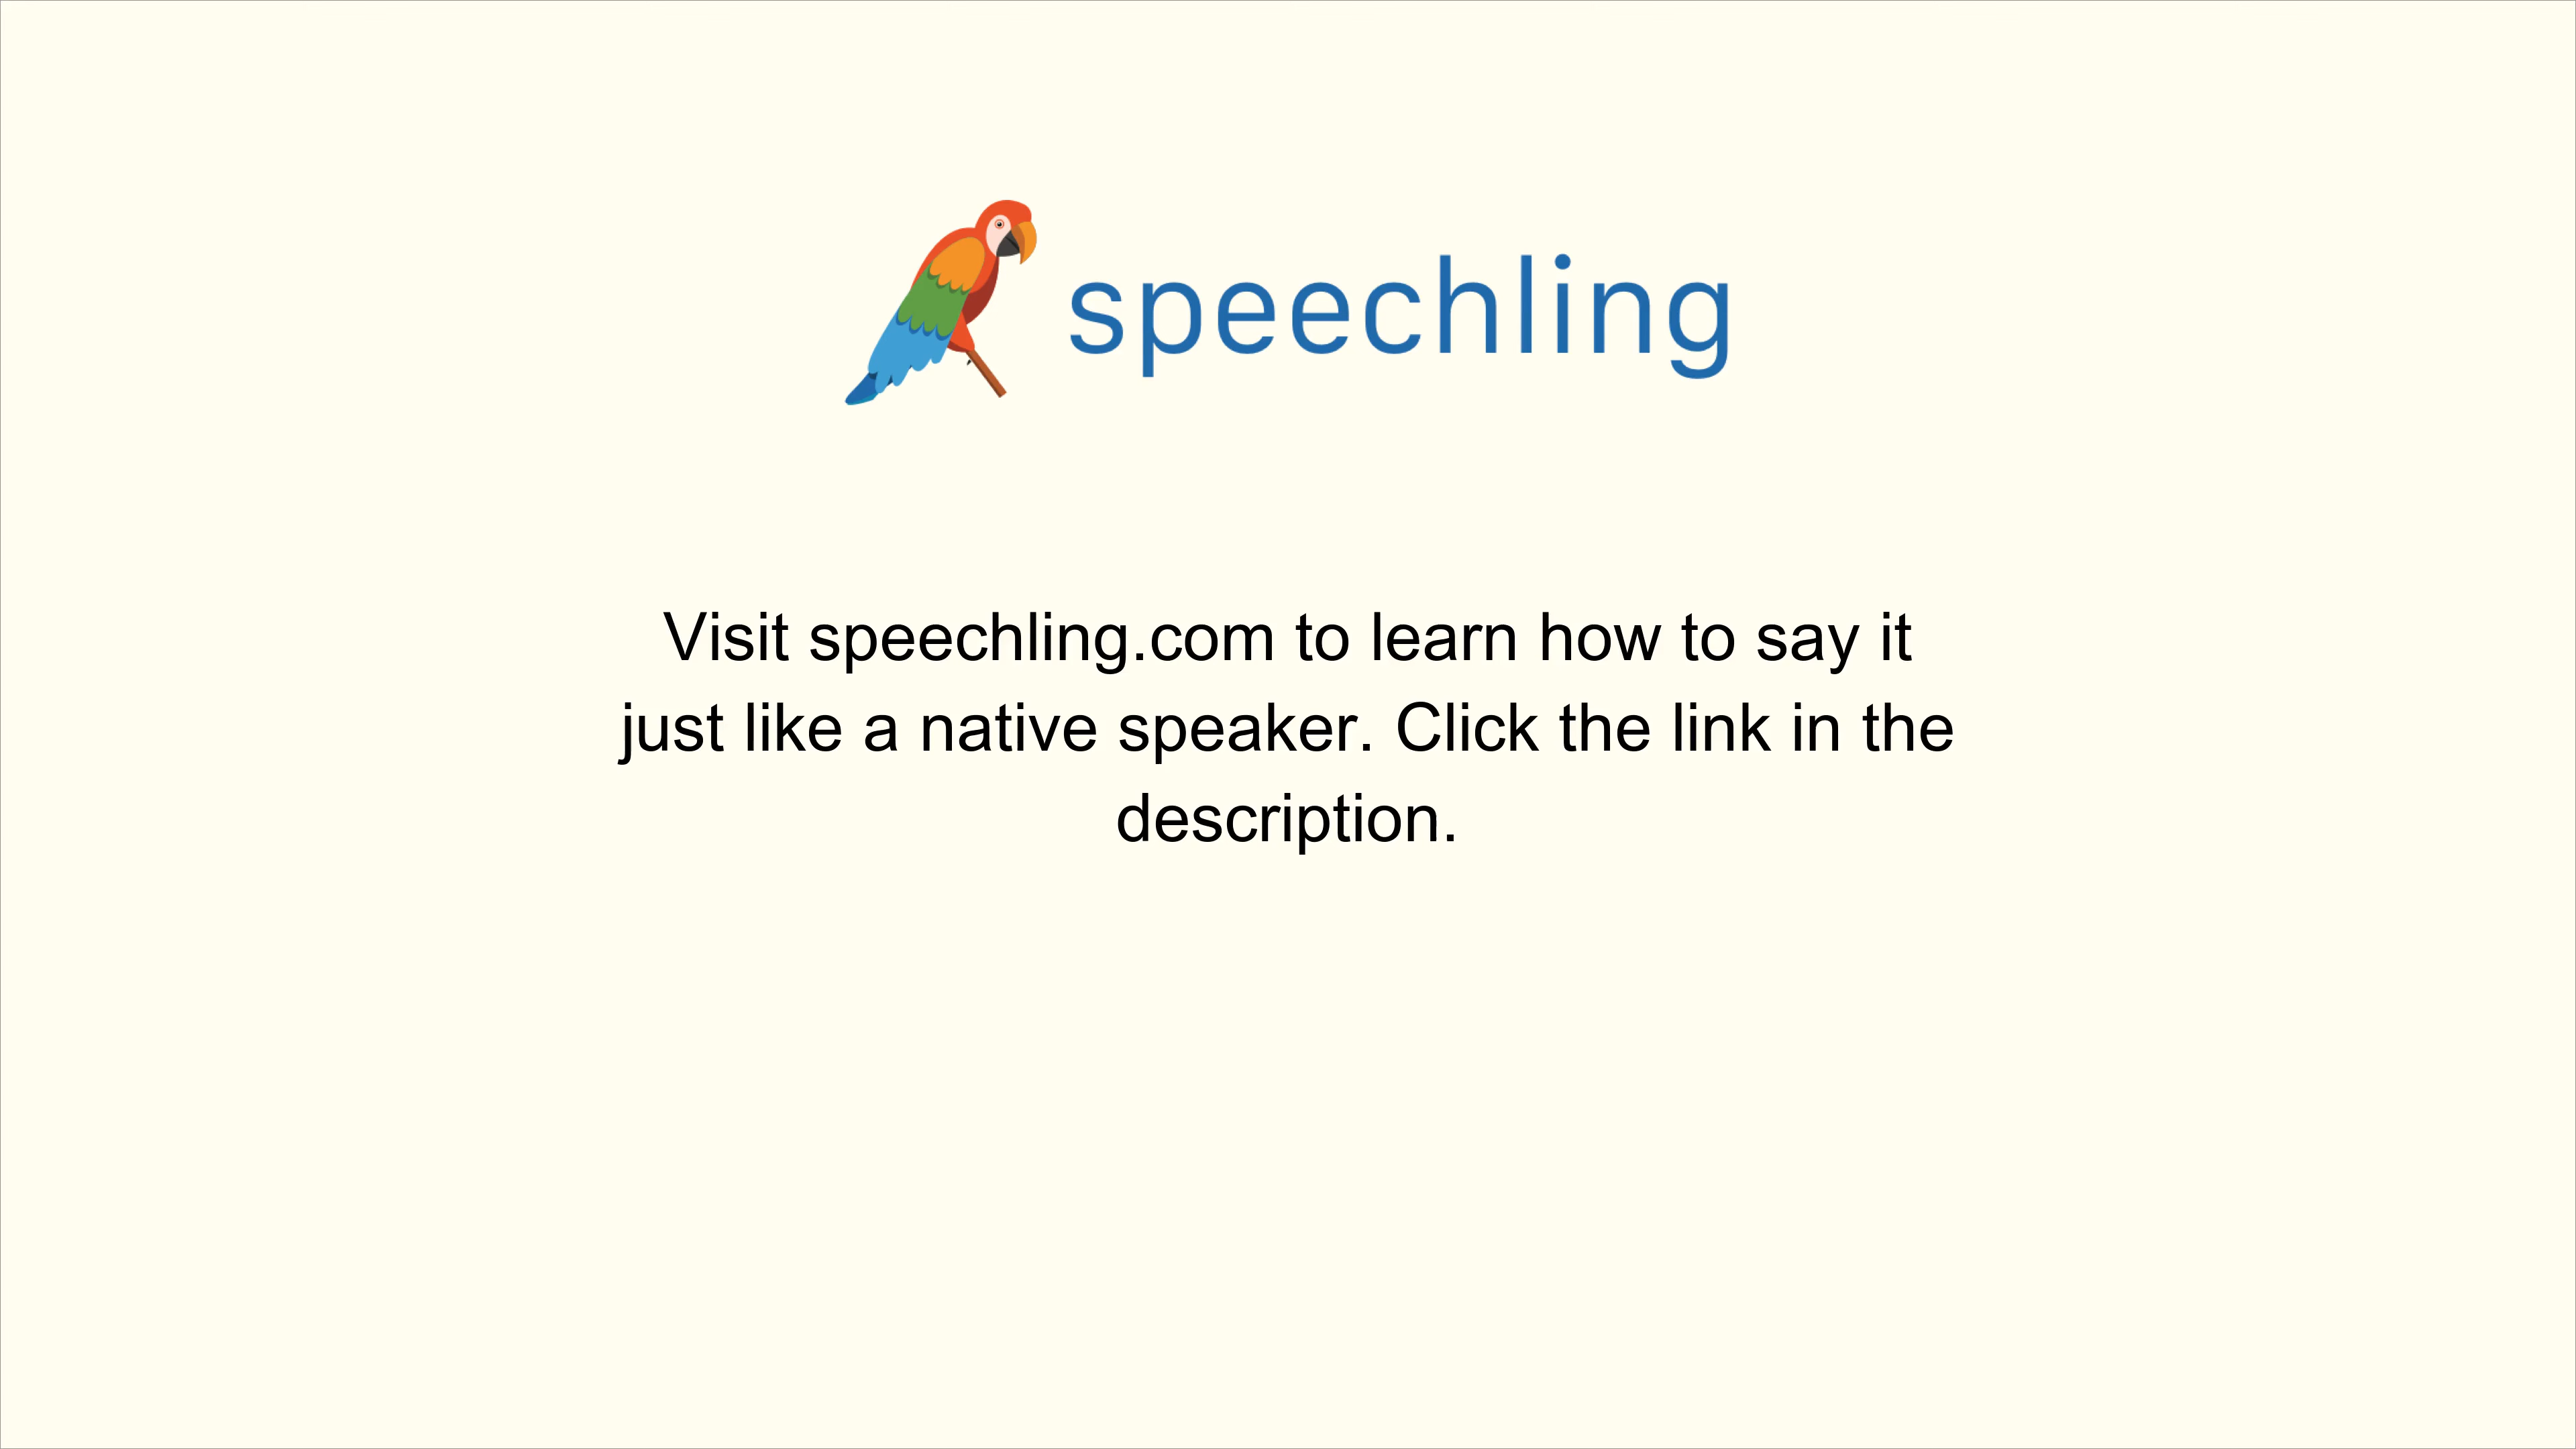 speechling
Visit speechling.com to learn how to say it
just like a native speaker. Click the link in the
description.